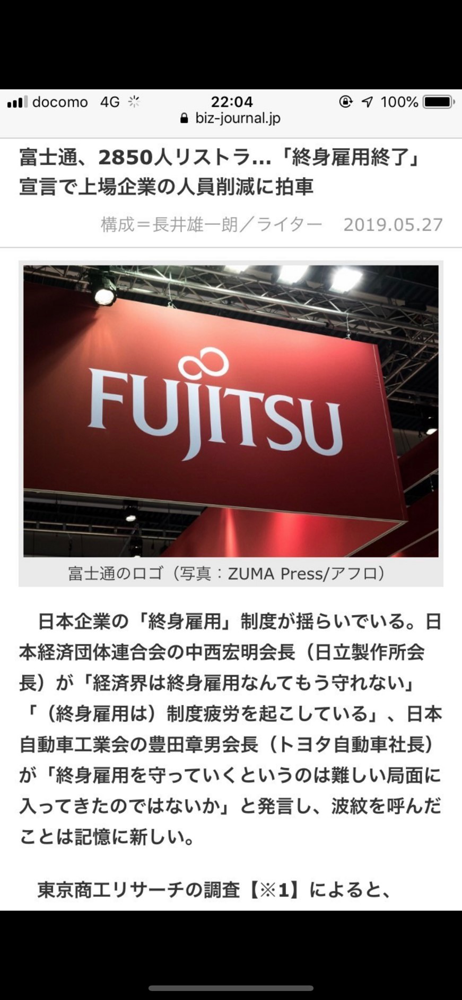 docomo 4G 22:04 100%
biz-journal.jp
富士通、2850人リストラ…「終身雇用終了」
宣言で上場企業の人員削減に拍車
構成＝長井雄一朗／ライター 2019.05.27
FUJITSU
富士通のロゴ（写真：ZUMA Press/アフロ）
日本企業の「終身雇用」制度が揺らいでいる。日
本経済団体連合会の中西宏明会長（日立製作所会
長）が「経済界は終身雇用なんてもう守れない」
「（終身雇用は）制度疲労を起こしている」、日本
自動車工業会の豊田章男会長（トヨタ自動車社長）
が「終身雇用を守っていくというのは難しい局面に
入ってきたのではないか」と発言し、波紋を呼んだ
ことは記憶に新しい。
東京商工リサーチの調査【※1】によると、